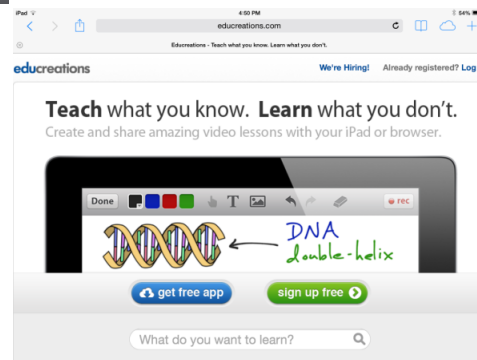 iPad
4:50 PM
54%
educreations.com
Educreations - Teach what you know. Learn what you don't.
educreations
We're Hiring! Already registered? Log
Teach what you know. Learn what you don't.
Create and share amazing video lessons with your iPad or browser.
Done
T
rec
DNA
double-helix
get free app
sign up free
What do you want to learn?